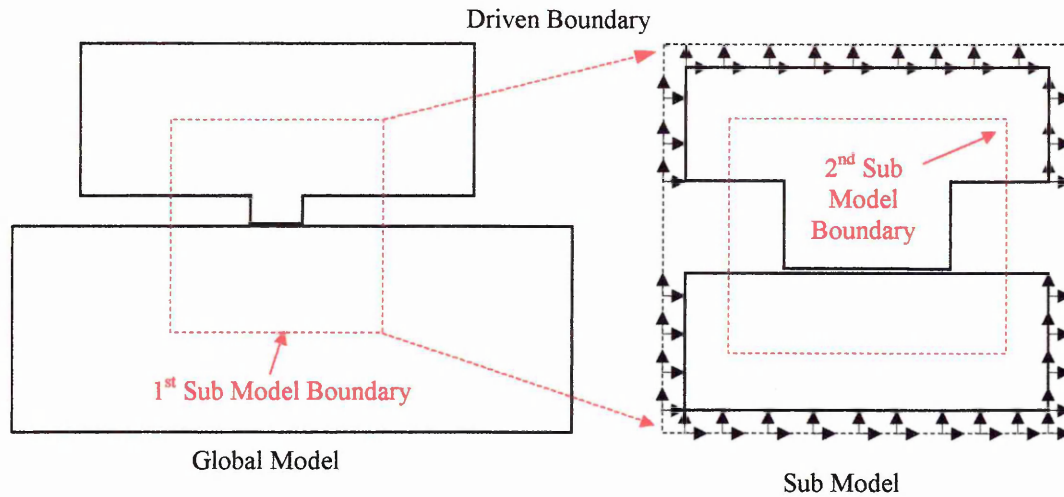 Driven Boundary
2nd Sub
Model
Boundary
1st Sub Model Boundary
Global Model
Sub Model